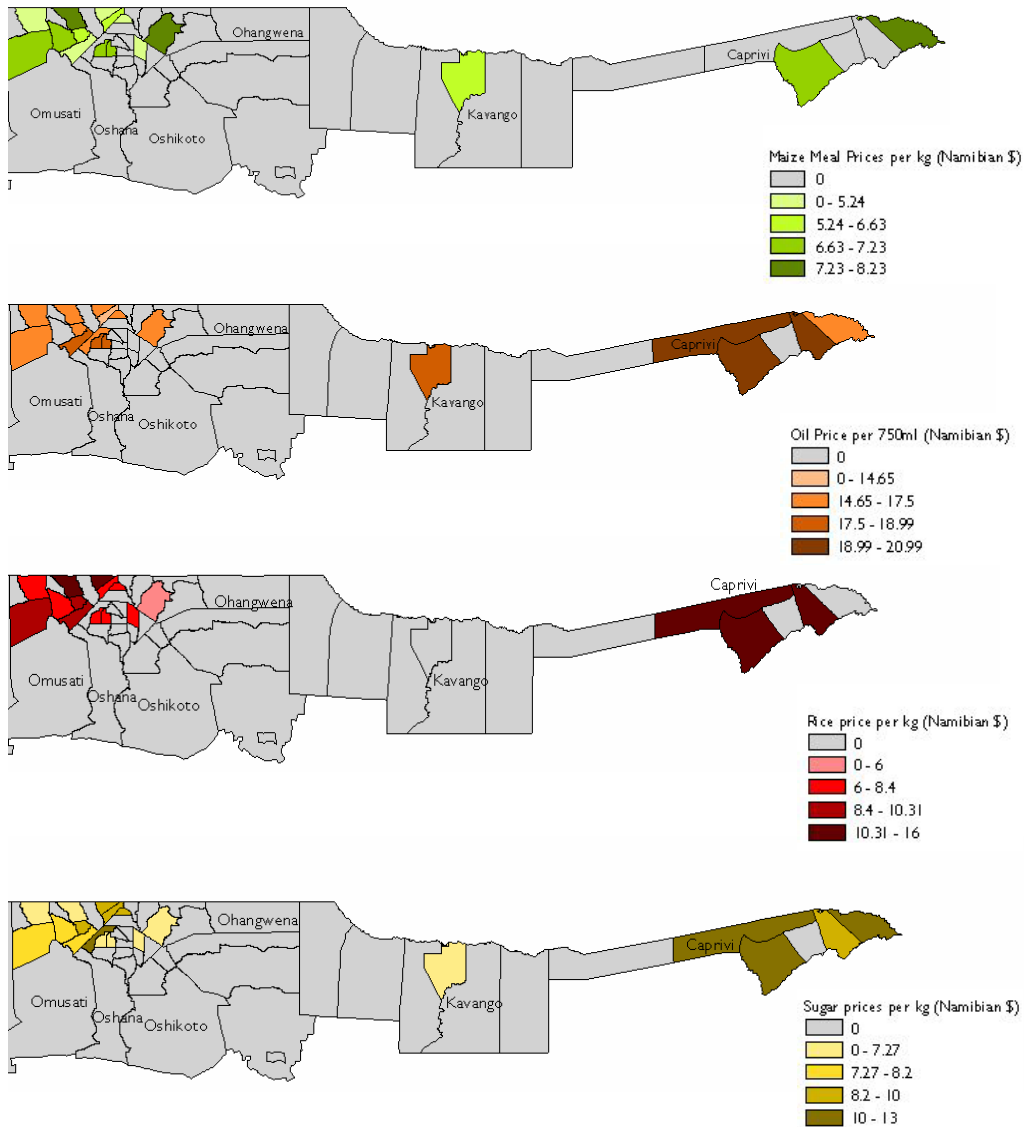 Ohangwena
Caprivi
Omusati
Oshana
Oshikoto
Kavango
Maize Meal Prices per kg (Namibian $)
0
0 - 5.24
5.24 - 6.63
6.63 - 7.23
7.23 - 8.23
Ohangwena
Caprivi
Omusati
Oshana
Oshikoto
Kavango
Oil Price per 750ml (Namibian $)
0
0 - 14.65
14.65 - 17.5
17.5 - 18.99
18.99 - 20.99
Caprivi
Ohangwena
Omusati
Oshana
Oshikoto
Kavango
Rice price per kg (Namibian $)
0
0 - 6
6 - 8.4
8.4 - 10.31
10.31 - 16
Ohangwena
Caprivi
Omusati
Oshana
Oshikoto
Kavango
Sugar prices per kg (Namibian $)
0
0 - 7.27
7.27 - 8.2
8.2 - 10
10 - 13